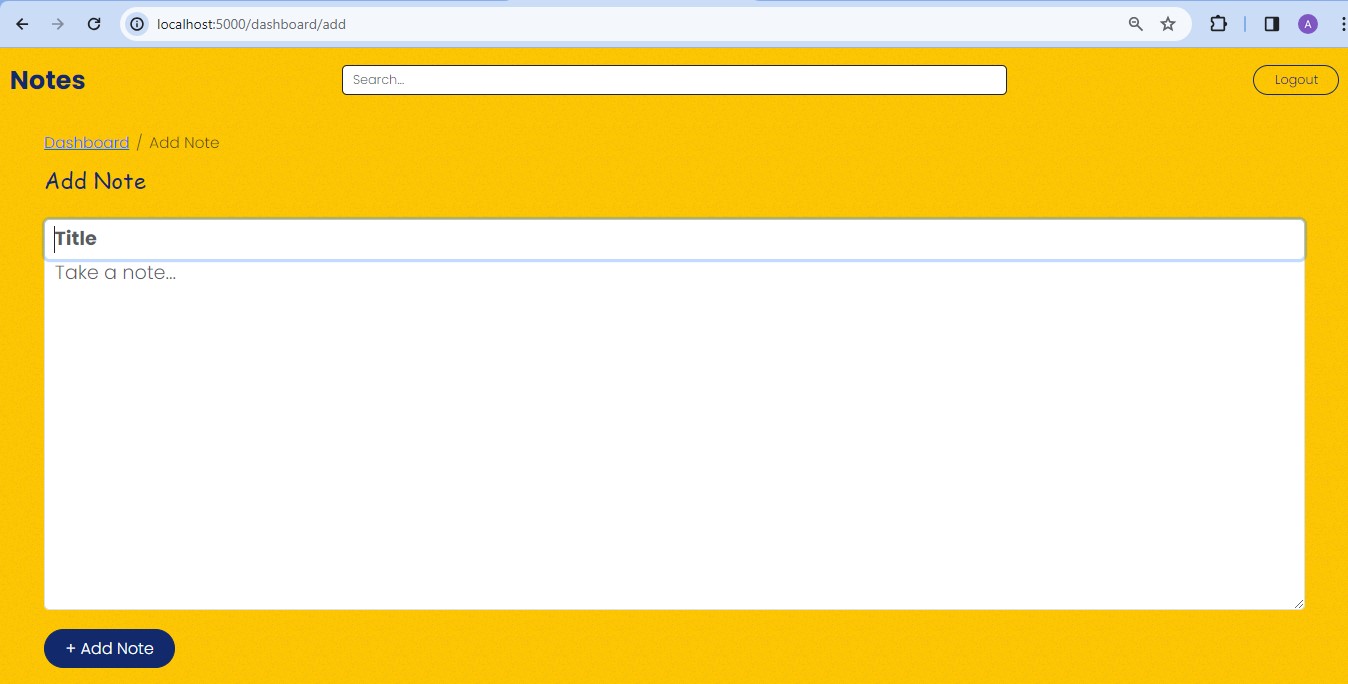 localhost:5000/dashboard/add
A
Notes
Search...
Logout
Dashboard / Add Note
Add Note
Title
Take a note...
+ Add Note